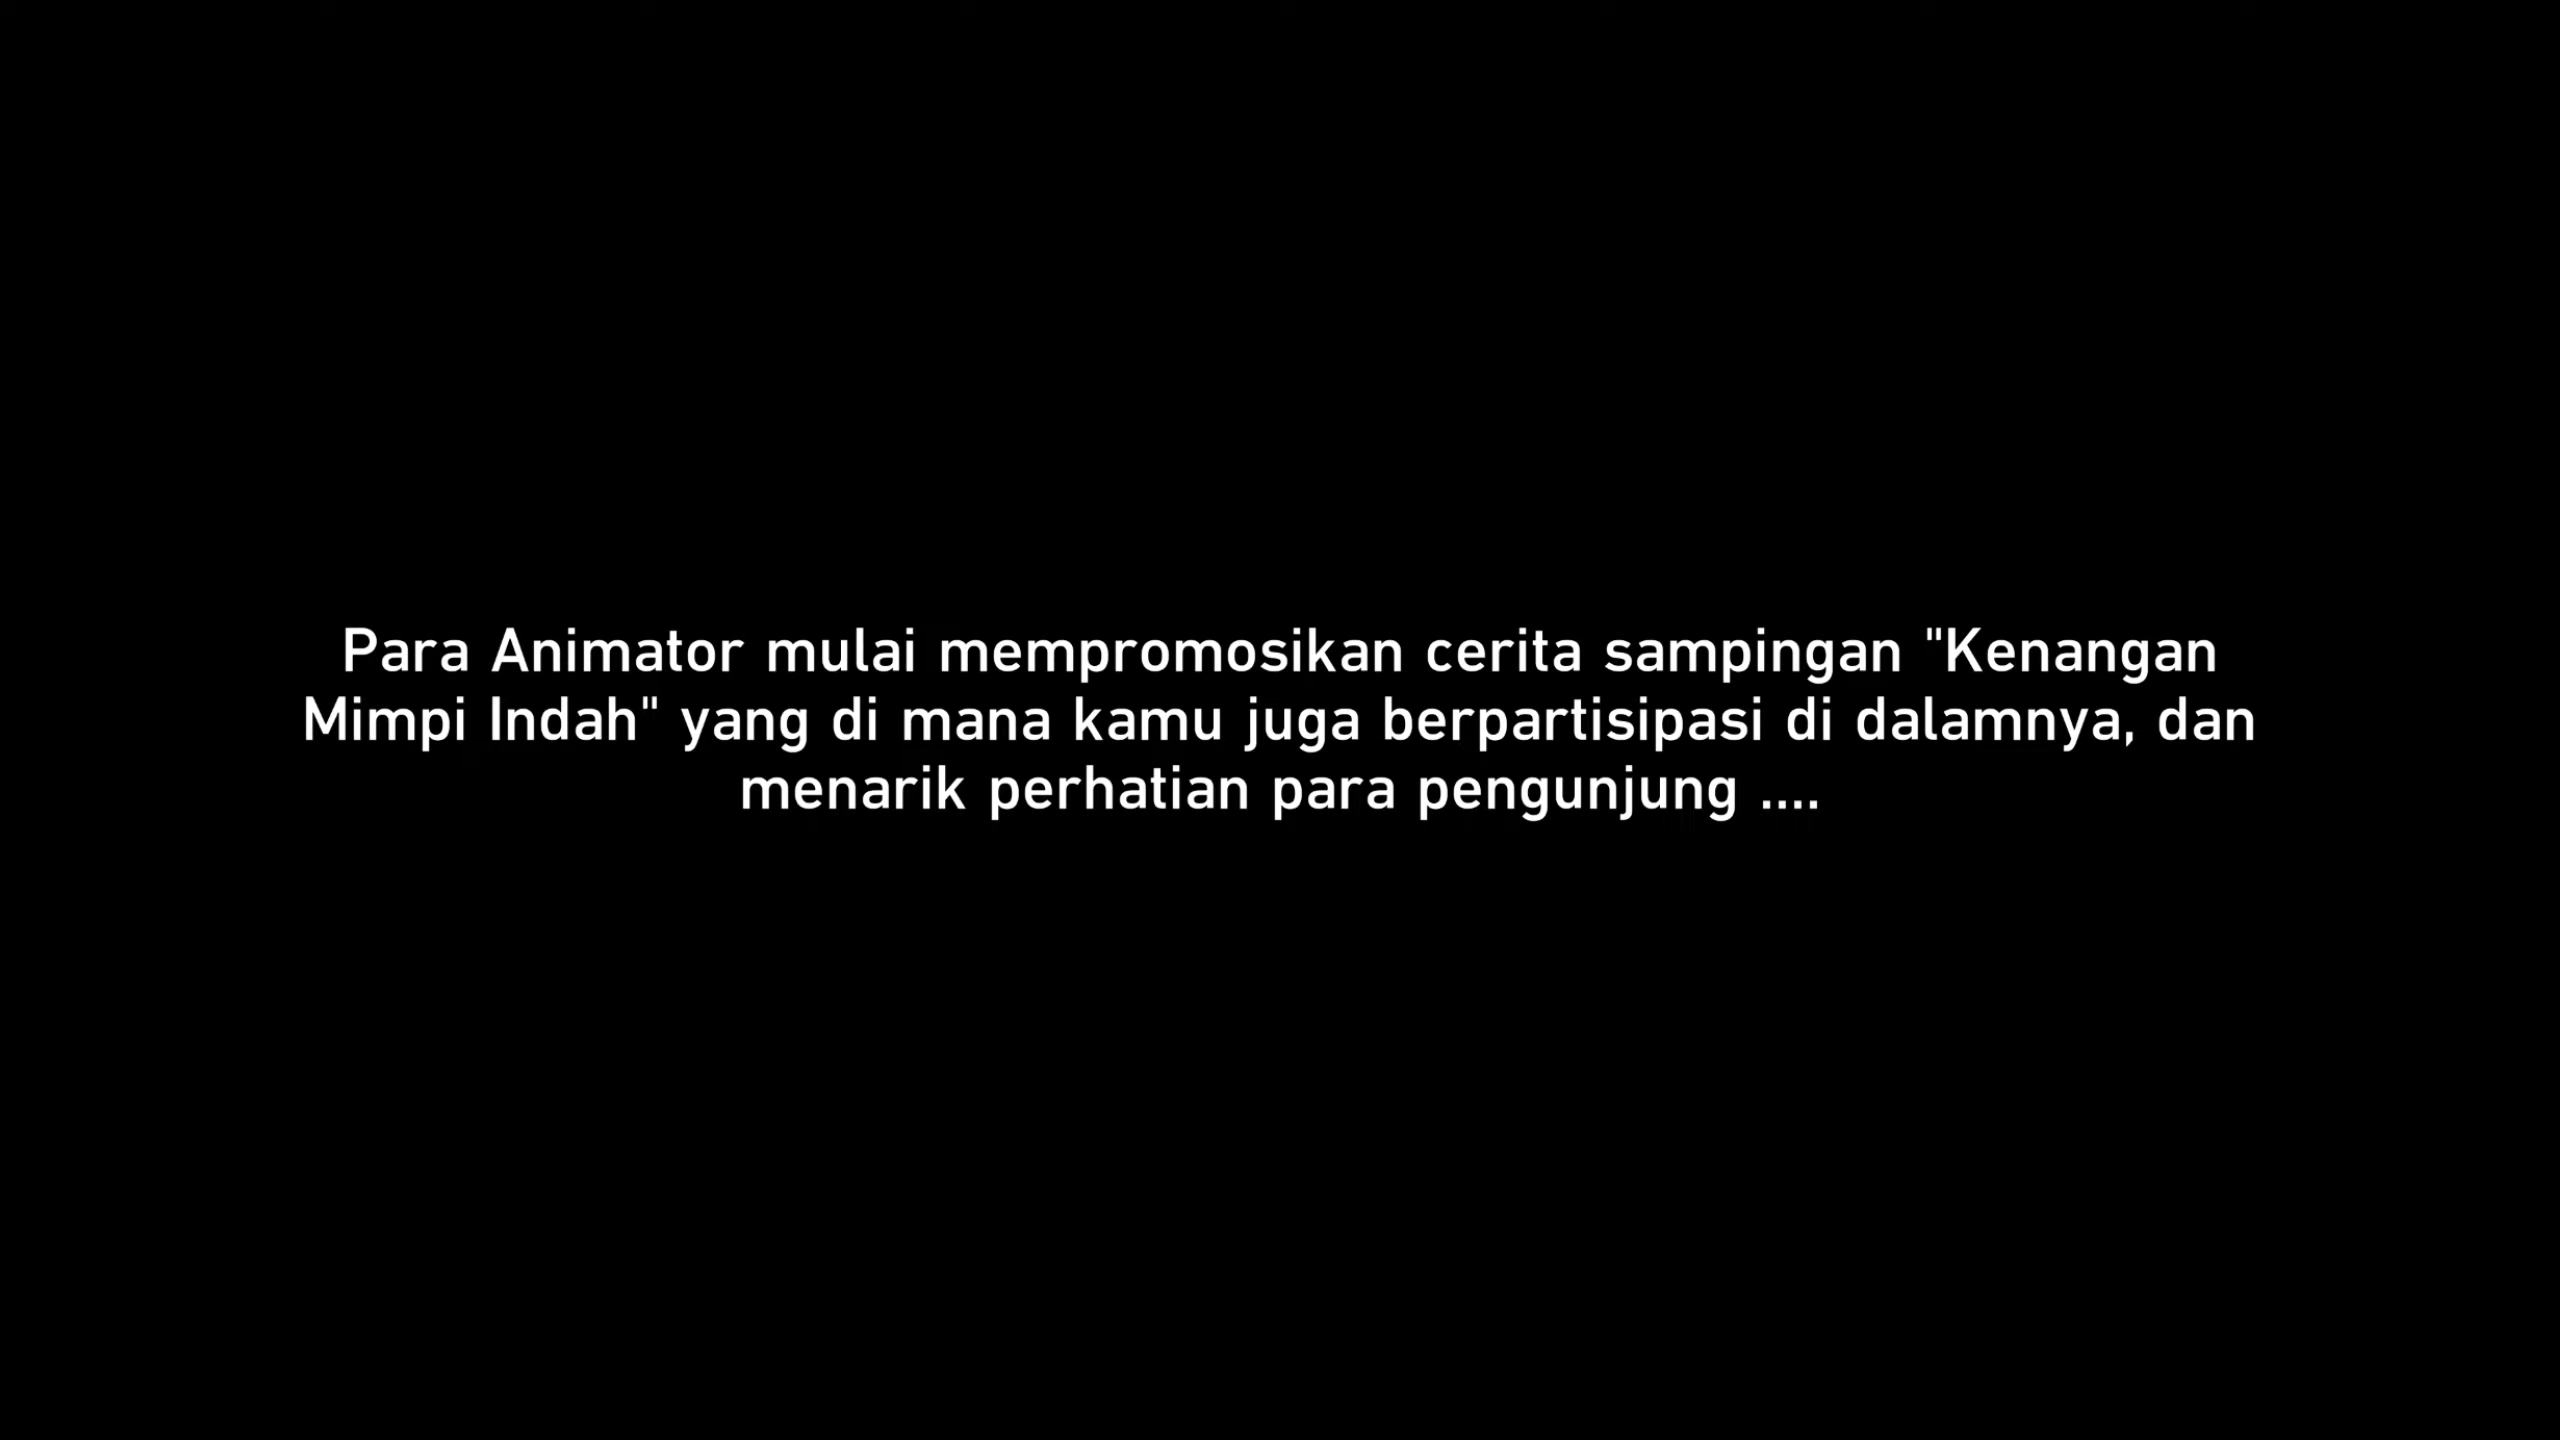 Para Animator mulai mempromosikan cerita sampingan "Kenangan
Mimpi Indah" yang di mana kamu juga berpartisipasi di dalamnya, dan
menarik perhatian para pengunjung ....